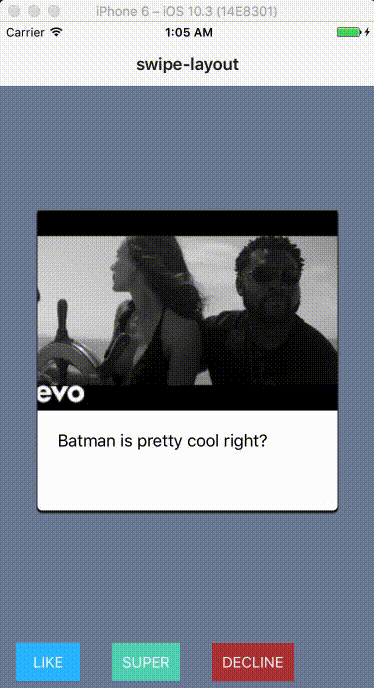 iPhone 6 – iOS 10.3 (14E8301)
Carrier 1:05 AM
swipe-layout
evo
Batman is pretty cool right?
LIKE SUPER DECLINE